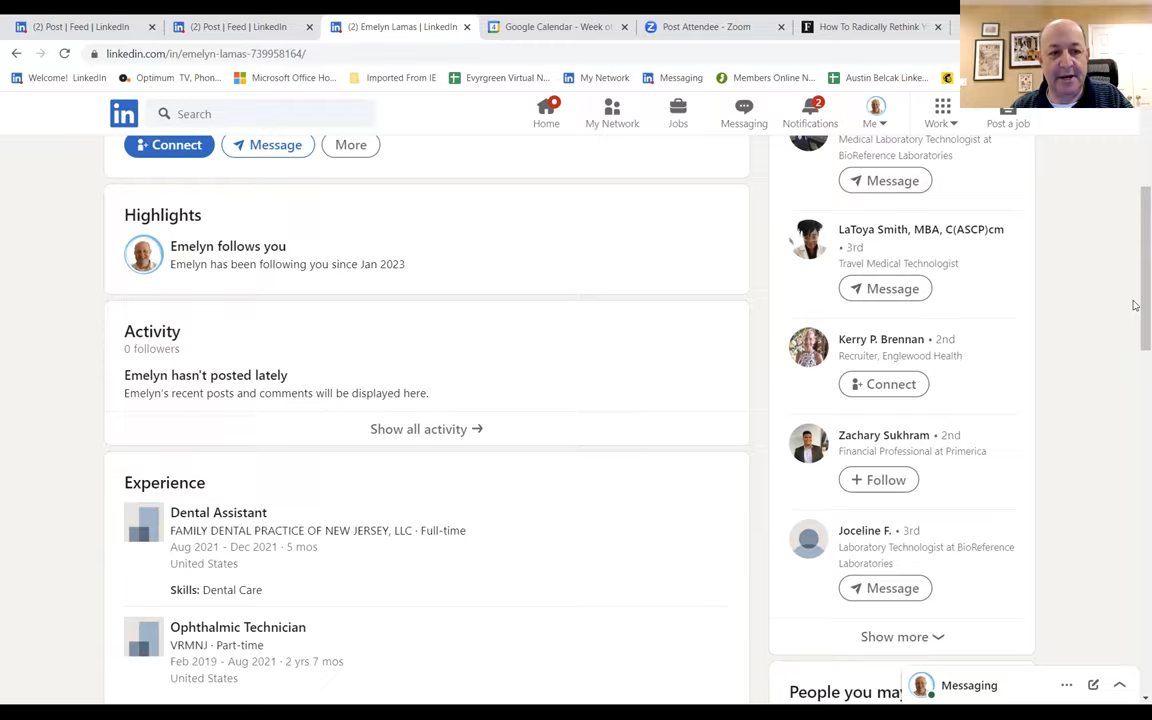 (2) Post | Feed | LinkedIn
(2) Post | Feed | LinkedIn
(2) Emelyn Lamas | LinkedIn
Google Calendar - Week of
Post Attendee - Zoom
How To Radically Rethink
linkedin.com/in/emelyn-lamas-739958164/
Welcome! LinkedIn
Optimum TV, Phon...
Microsoft Office Ho...
Imported From IE
Evyrgreen Virtual N...
My Network
Messaging
Members Online N...
Austin Belcak Linke...
in
Search
Home
My Network
Jobs
Messaging
2
Notifications
Me
Work
Post a job
Connect
Message
More
Highlights
Emelyn follows you
Emelyn has been following you since Jan 2023
Activity
0 followers
Emelyn hasn't posted lately
Emelyn's recent posts and comments will be displayed here.
Show all activity
Experience
Dental Assistant
FAMILY DENTAL PRACTICE OF NEW JERSEY, LLC · Full-time
Aug 2021 - Dec 2021 · 5 mos
United States
Skills: Dental Care
Ophthalmic Technician
VRMNJ · Part-time
Feb 2019 - Aug 2021 · 2 yrs 7 mos
United States
Medical Laboratory Technologist at
BioReference Laboratories
Message
LaToya Smith, MBA, C(ASCP)cm
• 3rd
Travel Medical Technologist
Message
Kerry P. Brennan • 2nd
Recruiter, Englewood Health
Connect
Zachary Sukhram • 2nd
Financial Professional at Primerica
+ Follow
Joceline F. • 3rd
Laboratory Technologist at BioReference
Laboratories
Message
Show more
People you may
Messaging